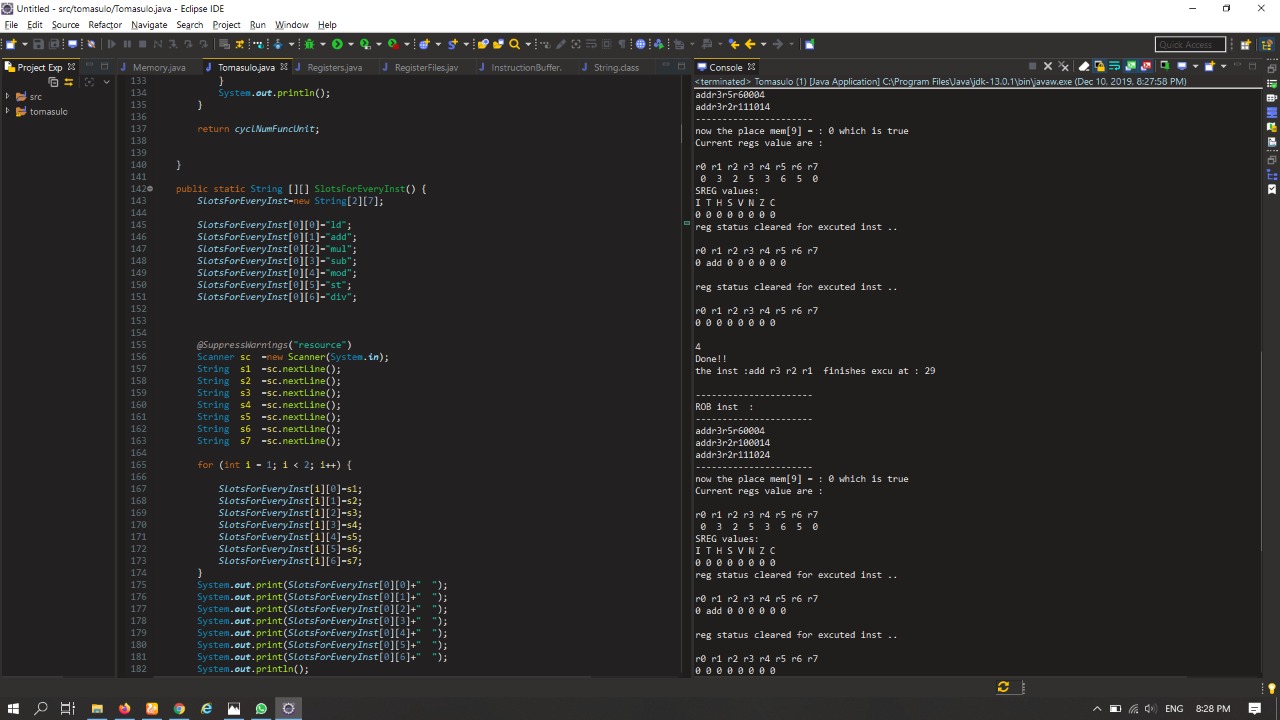 Untitled - src/tomasulo/Tomasulo.java - Eclipse IDE
File Edit Source Refactor Navigate Search Project Run Window Help
Quick Access
Project Exp
src
tomasulo
Memory.java Tomasulo.java Registers.java RegisterFiles.jav InstructionBuffer. String.class
133 }
134 System.out.println();
135 }
136
137 return cyclNumFuncUnit;
138
139
140 }
141
142 public static String [][] SlotsForEveryInst() {
143 SlotsForEveryInst=new String[2][7];
144
145 SlotsForEveryInst[0][0]="ld";
146 SlotsForEveryInst[0][1]="add";
147 SlotsForEveryInst[0][2]="mul";
148 SlotsForEveryInst[0][3]="sub";
149 SlotsForEveryInst[0][4]="mod";
150 SlotsForEveryInst[0][5]="st";
151 SlotsForEveryInst[0][6]="div";
152
153
154
155 @SuppressWarnings("resource")
156 Scanner sc =new Scanner(System.in);
157 String s1 =sc.nextLine();
158 String s2 =sc.nextLine();
159 String s3 =sc.nextLine();
160 String s4 =sc.nextLine();
161 String s5 =sc.nextLine();
162 String s6 =sc.nextLine();
163 String s7 =sc.nextLine();
164
165 for (int i = 1; i < 2; i++) {
166
167 SlotsForEveryInst[i][0]=s1;
168 SlotsForEveryInst[i][1]=s2;
169 SlotsForEveryInst[i][2]=s3;
170 SlotsForEveryInst[i][3]=s4;
171 SlotsForEveryInst[i][4]=s5;
172 SlotsForEveryInst[i][5]=s6;
173 SlotsForEveryInst[i][6]=s7;
174 }
175 System.out.print(SlotsForEveryInst[0][0]+"  ");
176 System.out.print(SlotsForEveryInst[0][1]+"  ");
177 System.out.print(SlotsForEveryInst[0][2]+"  ");
178 System.out.print(SlotsForEveryInst[0][3]+"  ");
179 System.out.print(SlotsForEveryInst[0][4]+"  ");
180 System.out.print(SlotsForEveryInst[0][5]+"  ");
181 System.out.print(SlotsForEveryInst[0][6]+"  ");
182 System.out.println();
Console
<terminated> Tomasulo (1) [Java Application] C:\Program Files\Java\jdk-13.0.1\bin\javaw.exe (Dec 10, 2019, 8:27:58 PM)
addr3r5r60004
addr3r2r111014
----------------------
now the place mem[9] = : 0 which is true
Current regs value are :
r0 r1 r2 r3 r4 r5 r6 r7
0 3 2 5 3 6 5 0
SREG values:
I T H S V N Z C
0 0 0 0 0 0 0 0
reg status cleared for excuted inst ..
r0 r1 r2 r3 r4 r5 r6 r7
0 add 0 0 0 0 0 0
reg status cleared for excuted inst ..
r0 r1 r2 r3 r4 r5 r6 r7
0 0 0 0 0 0 0 0
4
Done!!
the inst :add r3 r2 r1 finishes excu at : 29
----------------------
ROB inst :
----------------------
addr3r5r60004
addr3r2r100014
addr3r2r111024
----------------------
now the place mem[9] = : 0 which is true
Current regs value are :
r0 r1 r2 r3 r4 r5 r6 r7
0 3 2 5 3 6 5 0
SREG values:
I T H S V N Z C
0 0 0 0 0 0 0 0
reg status cleared for excuted inst ..
r0 r1 r2 r3 r4 r5 r6 r7
0 add 0 0 0 0 0 0
reg status cleared for excuted inst ..
r0 r1 r2 r3 r4 r5 r6 r7
0 0 0 0 0 0 0 0
ENG 8:28 PM